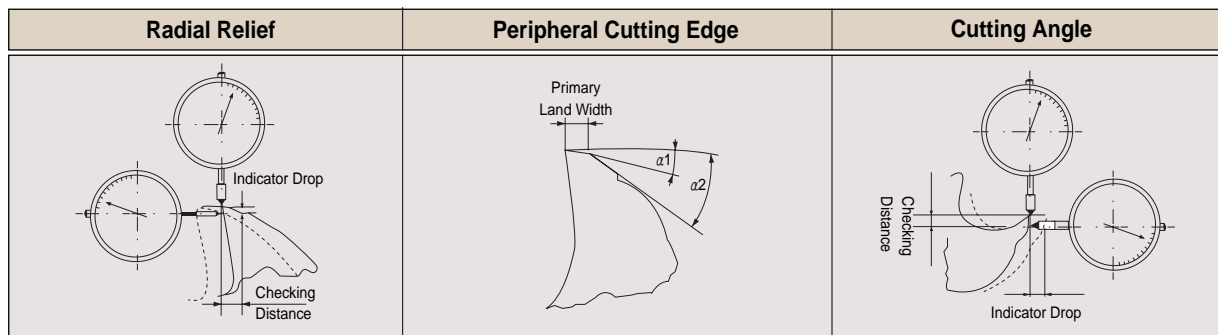 Radial Relief
Peripheral Cutting Edge
Cutting Angle
Indicator Drop
Checking
Distance
Primary
Land Width
α1
α2
Checking
Distance
Indicator Drop